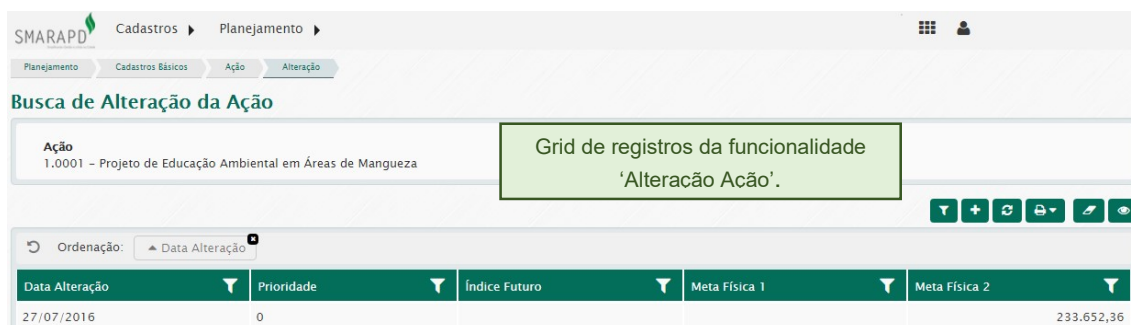 SMARAPD
Cadastros
Planejamento
Planejamento
Cadastros Básicos
Ação
Alteração
Busca de Alteração da Ação
Ação
1.0001 – Projeto de Educação Ambiental em Áreas de Mangueza
Grid de registros da funcionalidade
‘Alteração Ação’.
Ordenação:
Data Alteração
Data Alteração
Prioridade
Índice Futuro
Meta Física 1
Meta Física 2
27/07/2016
0
233.652,36